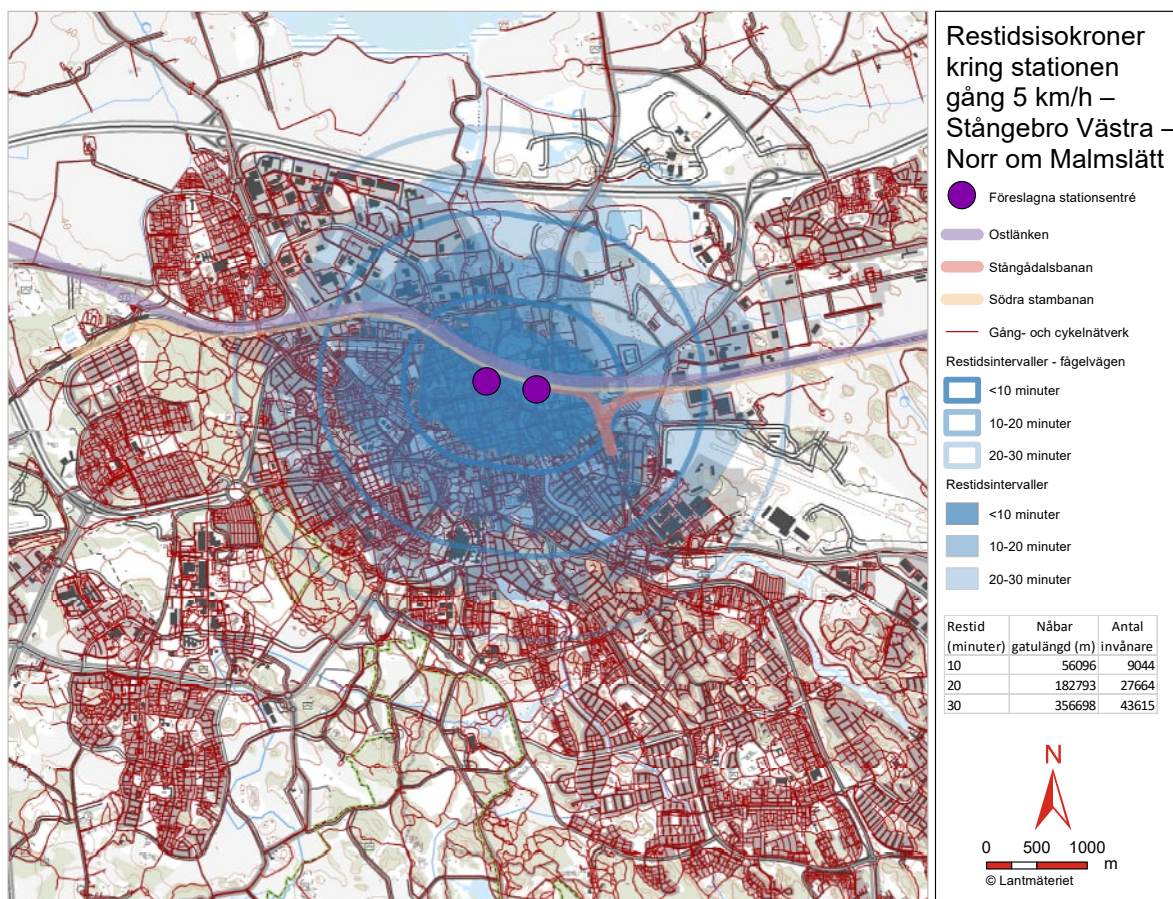 Restidsisokroner
kring stationen
gång 5 km/h –
Stångebro Västra –
Norr om Malmslätt
Föreslagna stationsentré
Ostlänken
Stångådalsbanan
Södra stambanan
Gång- och cykelnätverk
Restidsintervaller - fågelvägen
<10 minuter
10-20 minuter
20-30 minuter
Restidsintervaller
<10 minuter
10-20 minuter
20-30 minuter
Restid Nåbar Antal
(minuter) gatulängd (m) invånare
10 56096 9044
20 182793 27664
30 356698 43615
N
0 500 1000
m
© Lantmäteriet